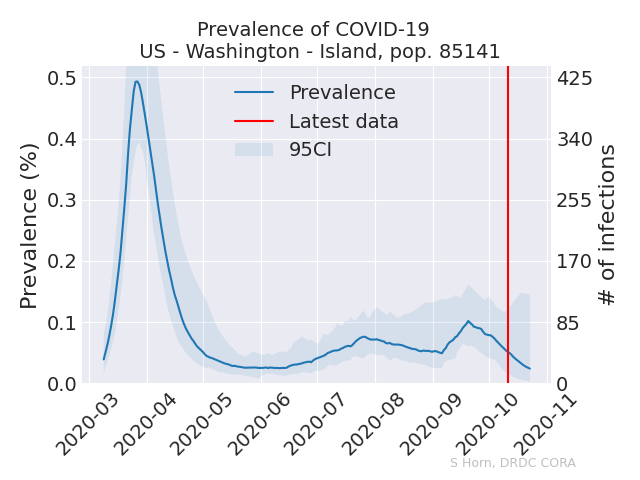 Prevalence of COVID-19
US - Washington - Island, pop. 85141
Prevalence
Latest data
95CI
Prevalence (%)
0.5
0.4
0.3
0.2
0.1
0.0
425
340
255
170
85
0
# of infections
2020-03
2020-04
2020-05
2020-06
2020-07
2020-08
2020-09
2020-10
2020-11
S Horn, DRDC CORA